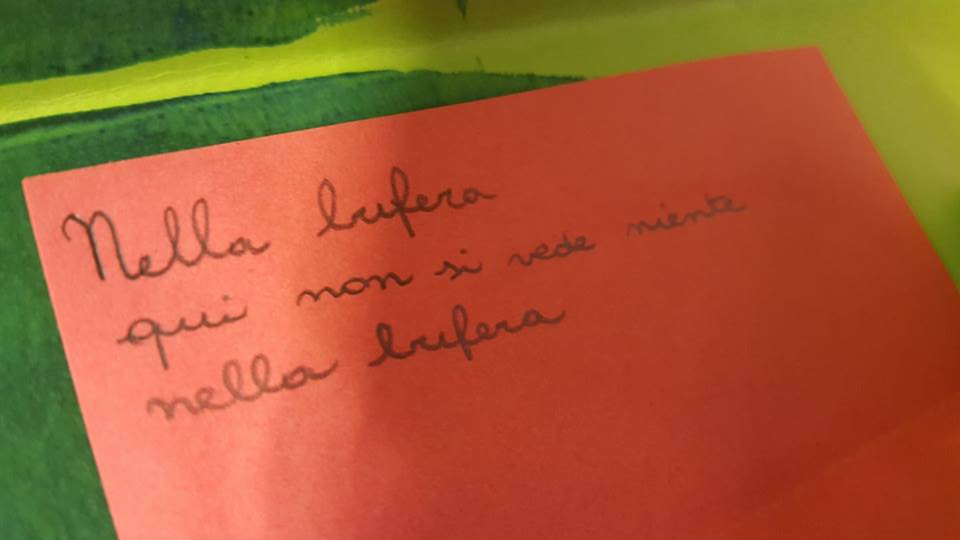 Nella bufera
qui non si vede niente
nella bufera